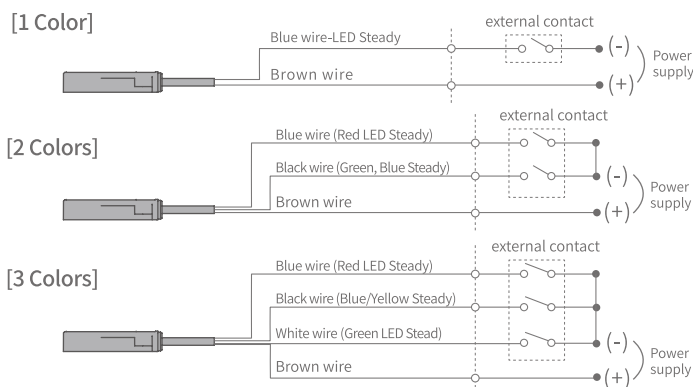 [1 Color]
external contact
Blue wire-LED Steady
(-)
Power
supply
Brown wire
(+)
[2 Colors]
external contact
Blue wire (Red LED Steady)
Black wire (Green, Blue Steady)
(-)
Power
supply
Brown wire
(+)
[3 Colors]
external contact
Blue wire (Red LED Steady)
Black wire (Blue/Yellow Steady)
White wire (Green LED Stead)
(-)
Power
supply
Brown wire
(+)